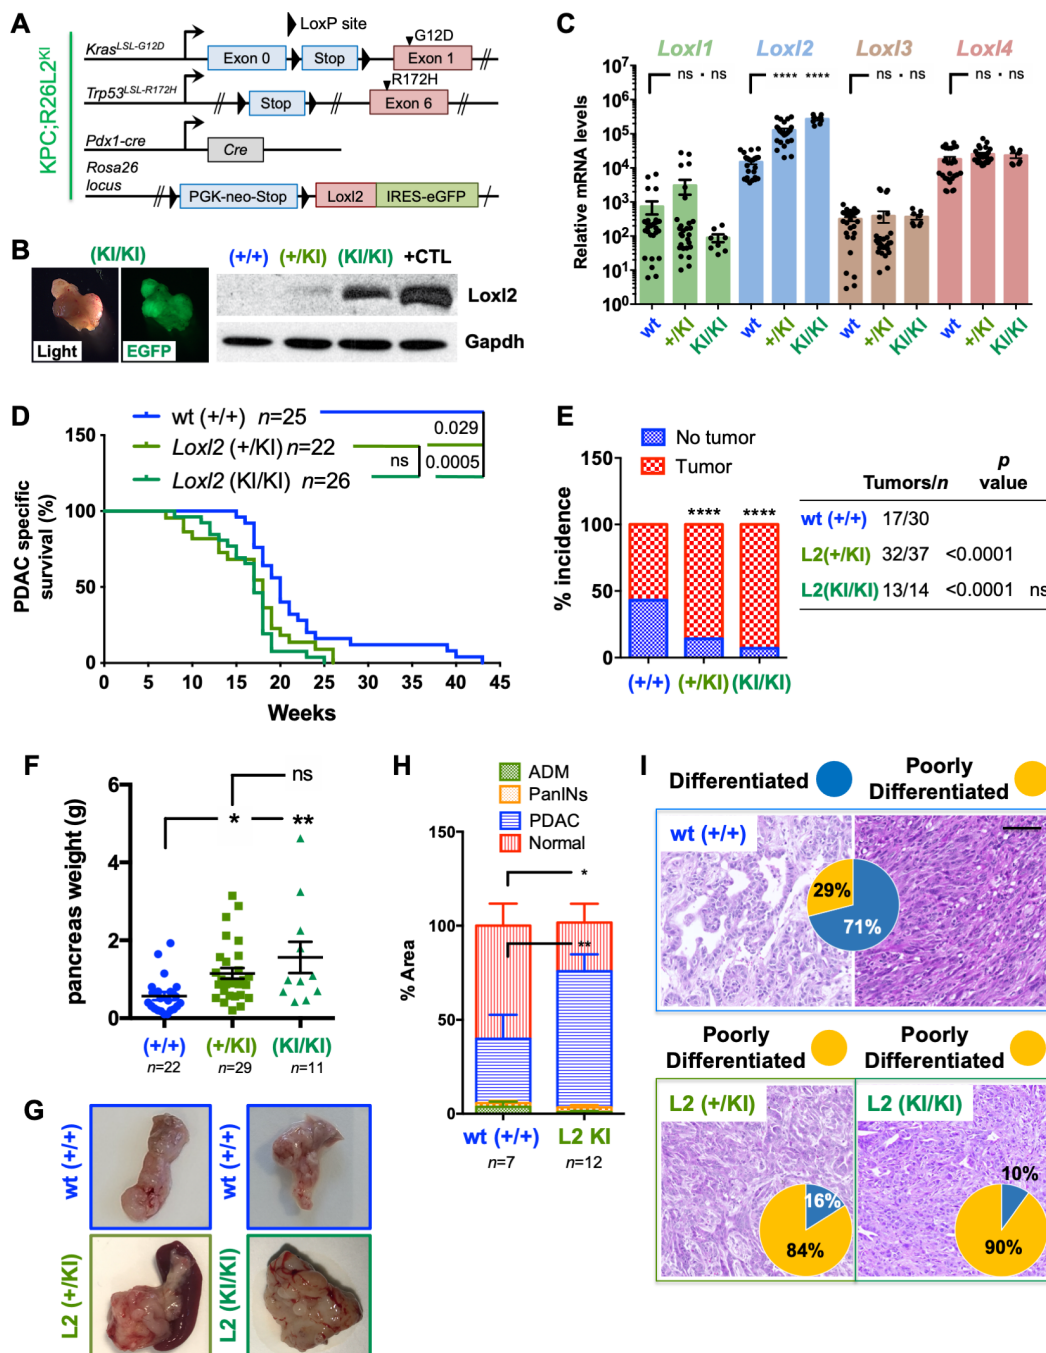 A
LoxP site
KPC;R26L2KI
KrasLSL-G12D
Exon 0
Stop
G12D
Exon 1
Trp53LSL-R172H
Stop
R172H
Exon 6
Pdx1-cre
Cre
Rosa26
locus
PGK-neo-Stop
Loxl2
IRES-eGFP
B
(KI/KI)
Light
EGFP
(+/+) (+/KI) (KI/KI) +CTL
Loxl2
Gapdh
C
Loxl1 Loxl2 Loxl3 Loxl4
ns ns **** **** ns ns ns ns
Relative mRNA levels
10⁷
10⁶
10⁵
10⁴
10³
10²
10¹
10⁰
wt +/KI KI/KI wt +/KI KI/KI wt +/KI KI/KI wt +/KI KI/KI
D
wt (+/+) n=25
Loxl2 (+/KI) n=22
Loxl2 (KI/KI) n=26
0.029
ns 0.0005
PDAC specific
survival (%)
150
100
50
0
0 5 10 15 20 25 30 35 40 45
Weeks
E
No tumor
Tumor
% incidence
150
100
50
0
**** ****
(+/+) (+/KI) (KI/KI)
Tumors/n p value
wt (+/+) 17/30
L2(+/KI) 32/37 <0.0001
L2(KI/KI) 13/14 <0.0001 ns
F
ns
* **
pancreas weight (g)
6
4
2
0
(+/+) (+/KI) (KI/KI)
n=22 n=29 n=11
G
wt (+/+)
wt (+/+)
L2 (+/KI)
L2 (KI/KI)
H
ADM
PanINs
PDAC
Normal
% Area
150
100
50
0
*
**
wt (+/+) L2 KI
n=7 n=12
I
Differentiated
Poorly
Differentiated
wt (+/+)
29%
71%
Poorly
Differentiated
Poorly
Differentiated
L2 (+/KI)
16%
84%
L2 (KI/KI)
10%
90%